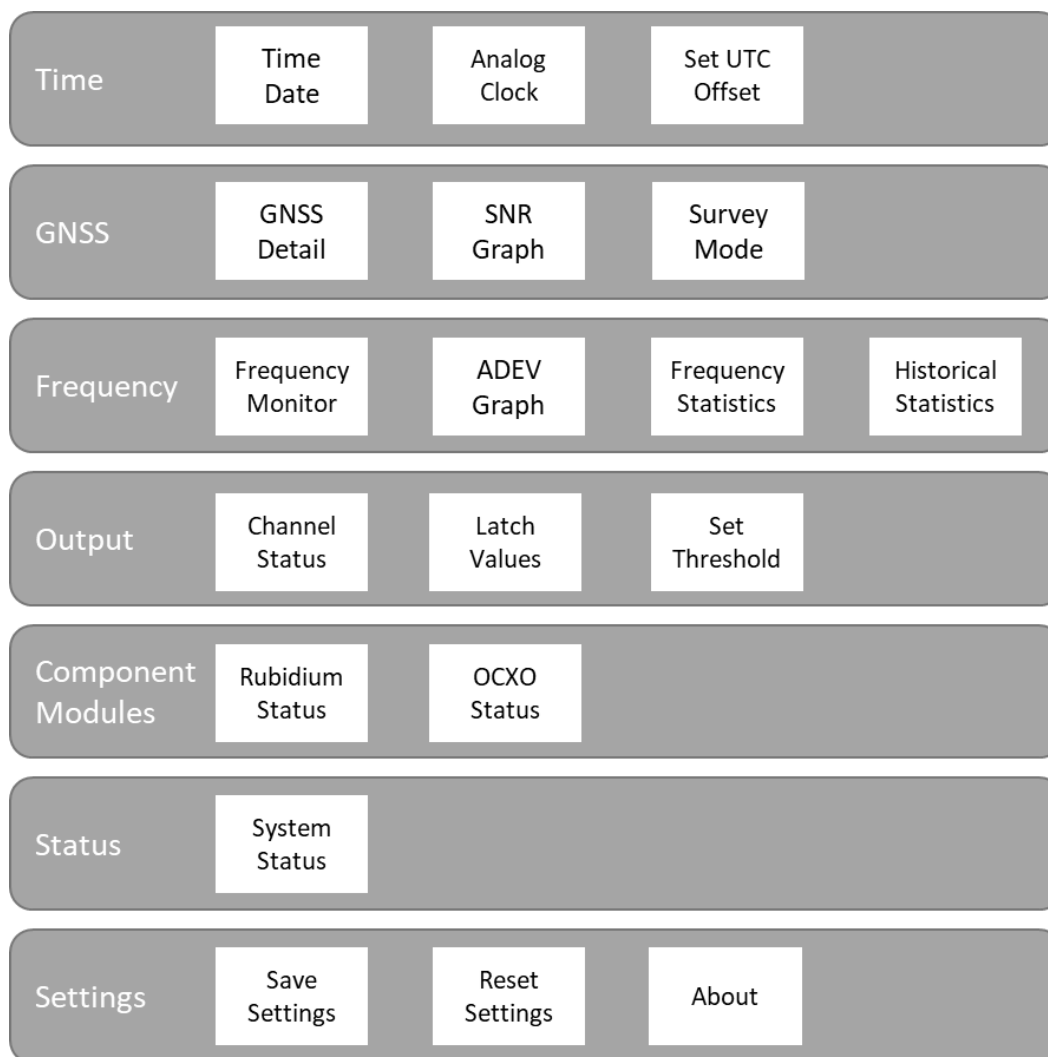 Time
Time
Date
Analog
Clock
Set UTC
Offset
GNSS
GNSS
Detail
SNR
Graph
Survey
Mode
Frequency
Frequency
Monitor
ADEV
Graph
Frequency
Statistics
Historical
Statistics
Output
Channel
Status
Latch
Values
Set
Threshold
Component
Modules
Rubidium
Status
OCXO
Status
Status
System
Status
Settings
Save
Settings
Reset
Settings
About